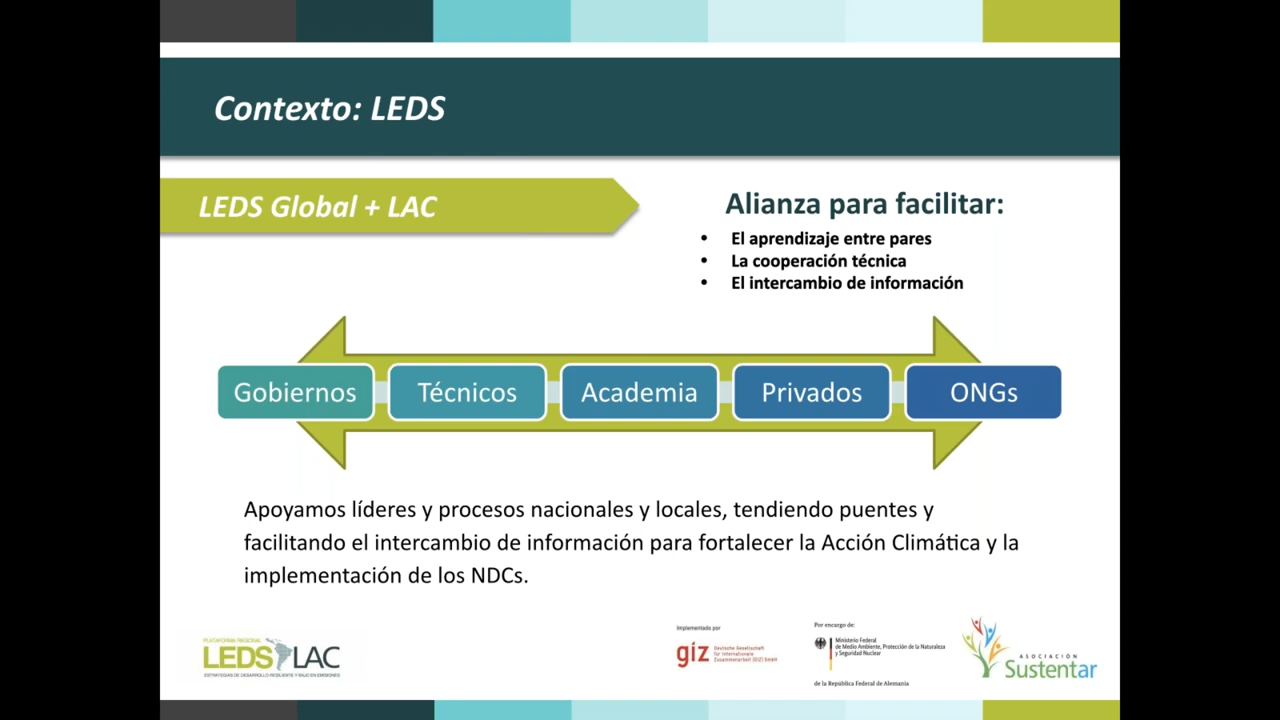 Contexto: LEDS
LEDS Global + LAC
Alianza para facilitar:
• El aprendizaje entre pares
• La cooperación técnica
• El intercambio de información
Gobiernos
Técnicos
Academia
Privados
ONGs
Apoyamos líderes y procesos nacionales y locales, tendiendo puentes y
facilitando el intercambio de información para fortalecer la Acción Climática y la
implementación de los NDCs.
PLATAFORMA REGIONAL
LEDS LAC
ESTRATEGIAS DE DESARROLLO RESILIENTE Y BAJO EN EMISIONES
Implementado por
giz
Deutsche Gesellschaft
für Internationale
Zusammenarbeit (GIZ) GmbH
Por encargo de:
Ministerio Federal
de Medio Ambiente, Protección de la Naturaleza
y Seguridad Nuclear
de la República Federal de Alemania
ASOCIACIÓN
Sustentar